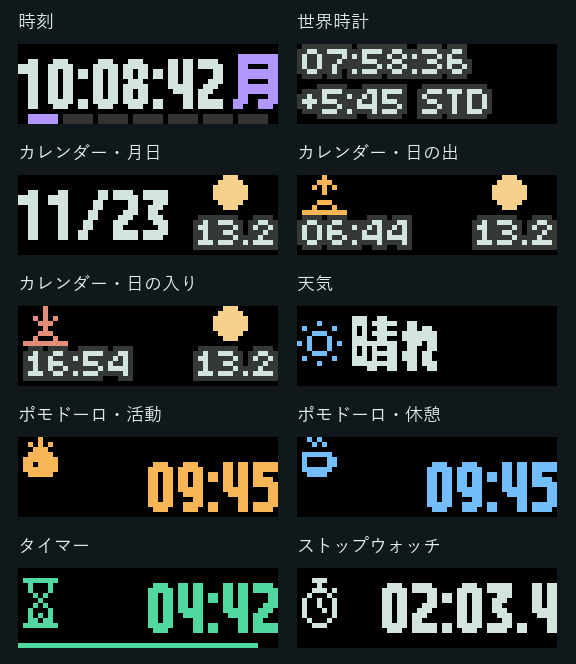 時刻
10:08:42 月
世界時計
07:58:36
+5:45 STD
カレンダー・月日
11/23
13.2
カレンダー・日の出
06:44 13.2
カレンダー・日の入り
16:54 13.2
天気
晴れ
ポモドーロ・活動
09:45
ポモドーロ・休憩
09:45
タイマー
04:42
ストップウォッチ
02:03.4